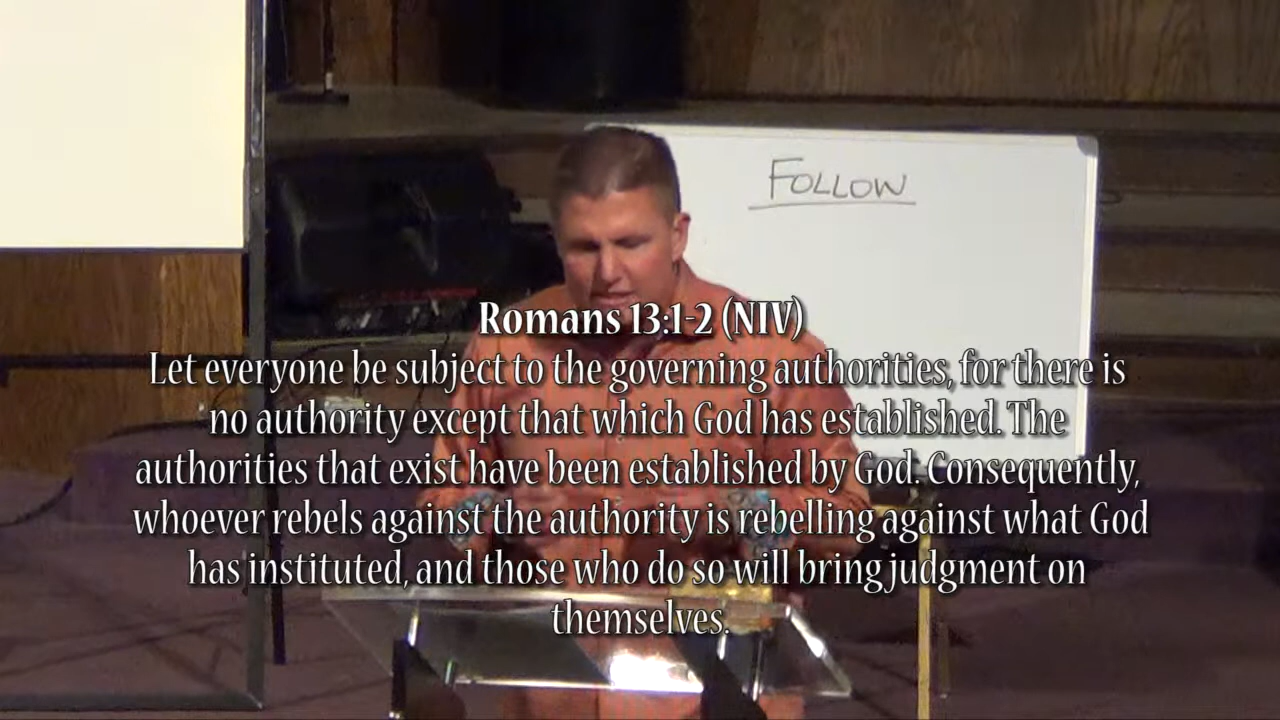 FOLLOW
Romans 13:1-2 (NIV)
Let everyone be subject to the governing authorities, for there is
no authority except that which God has established. The
authorities that exist have been established by God. Consequently,
whoever rebels against the authority is rebelling against what God
has instituted, and those who do so will bring judgment on
themselves.